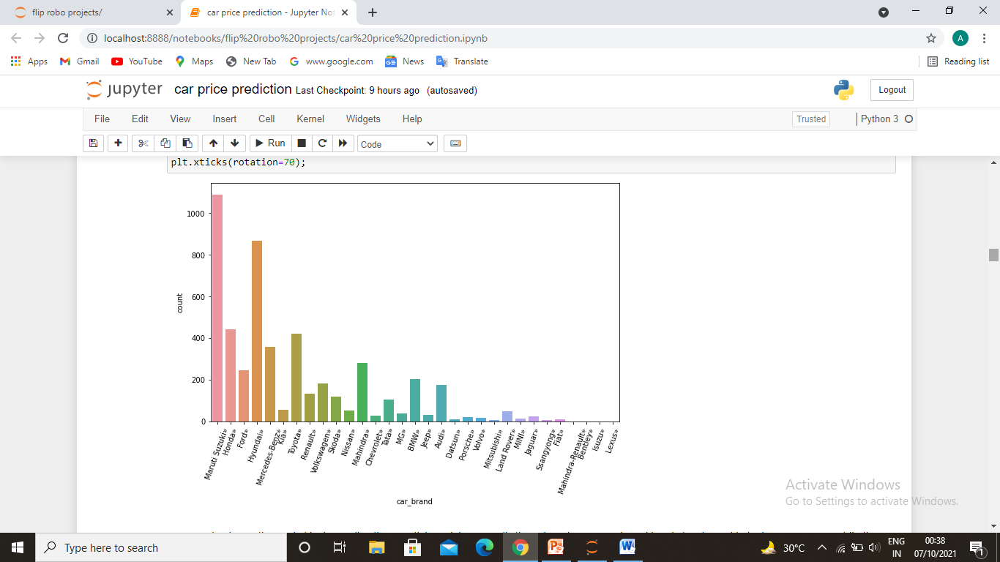 flip robo projects/
car price prediction - Jupyter Not
localhost:8888/notebooks/flip%20robo%20projects/car%20price%20prediction.ipynb
A
Apps Gmail YouTube Maps New Tab www.google.com News Translate Reading list
jupyter car price prediction Last Checkpoint: 9 hours ago (autosaved) Logout
File Edit View Insert Cell Kernel Widgets Help Trusted Python 3
Run Code
plt.xticks(rotation=70);
1000
800
600
400
200
0
count
Maruti Suzuki»
Honda»
Ford»
Hyundai»
Mercedes-Benz»
Kia»
Toyota»
Renault»
Volkswagen»
Skoda»
Nissan»
Mahindra»
Chevrolet»
Tata»
MG»
BMW»
Jeep»
Audi»
Datsun»
Porsche»
Volvo»
Mitsubishi»
Land Rover»
MINI»
Jaguar»
Ssangyong»
Fiat»
Mahindra-Renault»
Bentley»
Isuzu»
Lexus»
car_brand
Activate Windows
Go to Settings to activate Windows.
Type here to search
30°C
ENG
IN
00:38
07/10/2021
1